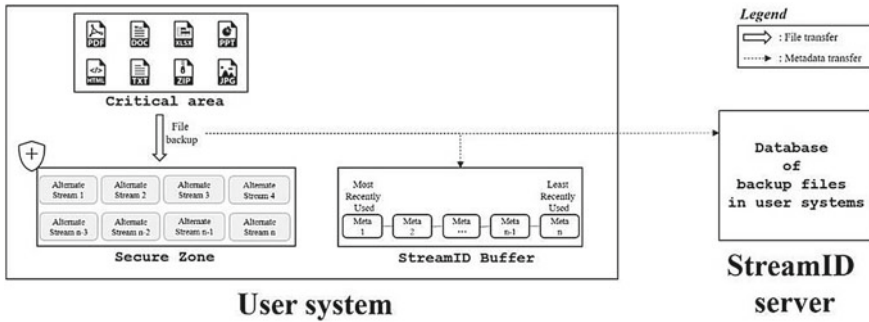 Legend
: File transfer
: Metadata transfer
PDF DOC XLSX PPT
HTML TXT ZIP JPG
Critical area
File
backup
Alternate
Stream 1
Alternate
Stream 2
Alternate
Stream 3
Alternate
Stream 4
Alternate
Stream n-3
Alternate
Stream n-2
Alternate
Stream n-1
Alternate
Stream n
Secure Zone
Most
Recently
Used
Least
Recently
Used
Meta
1
Meta
2
Meta
...
Meta
n-1
Meta
n
StreamID Buffer
User system
Database
of
backup files
in user systems
StreamID
server